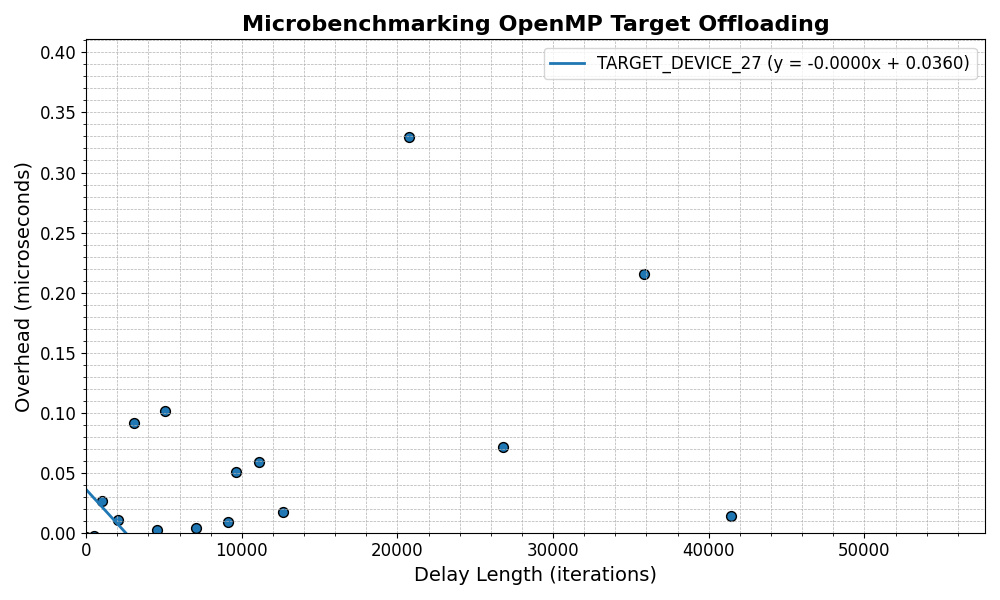 Microbenchmarking OpenMP Target Offloading
TARGET_DEVICE_27 (y = -0.0000x + 0.0360)
Overhead (microseconds)
0.40
0.35
0.30
0.25
0.20
0.15
0.10
0.05
0.00
0 10000 20000 30000 40000 50000
Delay Length (iterations)